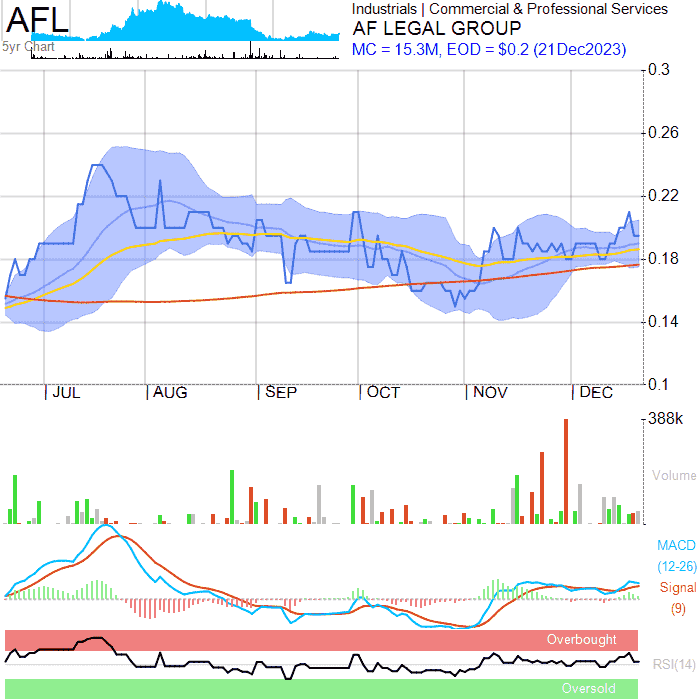 AFL
5yr Chart
Industrials | Commercial & Professional Services
AF LEGAL GROUP
MC = 15.3M, EOD = $0.2 (21Dec2023)
0.3
0.26
0.22
0.18
0.14
0.1
JUL AUG SEP OCT NOV DEC
388k
Volume
MACD
(12-26)
Signal
(9)
Overbought
RSI(14)
Oversold